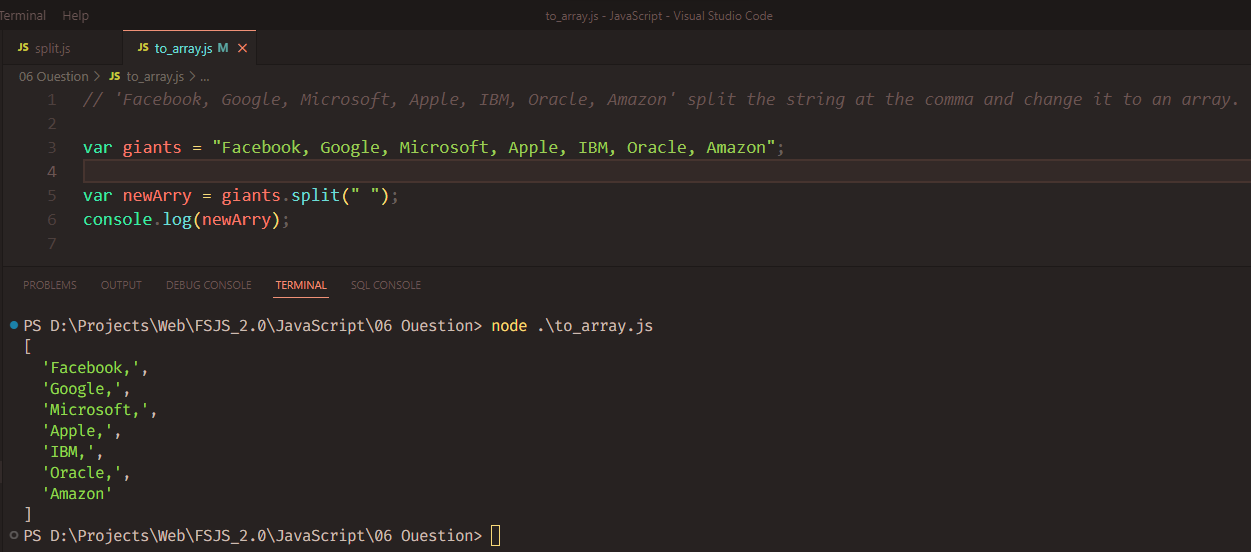 Terminal Help to_array.js - JavaScript - Visual Studio Code
JS split.js JS to_array.js M ×
06 Ouestion > JS to_array.js > ...
1 // 'Facebook, Google, Microsoft, Apple, IBM, Oracle, Amazon' split the string at the comma and change it to an array.
2
3 var giants = "Facebook, Google, Microsoft, Apple, IBM, Oracle, Amazon";
4
5 var newArry = giants.split(" ");
6 console.log(newArry);
7
PROBLEMS OUTPUT DEBUG CONSOLE TERMINAL SQL CONSOLE
PS D:\Projects\Web\FSJS_2.0\JavaScript\06 Ouestion> node .\to_array.js
[
'Facebook,',
'Google,',
'Microsoft,',
'Apple,',
'IBM,',
'Oracle,',
'Amazon'
]
PS D:\Projects\Web\FSJS_2.0\JavaScript\06 Ouestion>